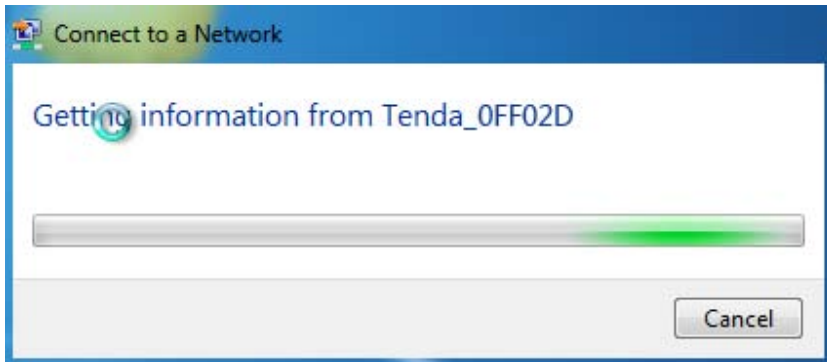 Connect to a Network
Getting information from Tenda_0FF02D
Cancel